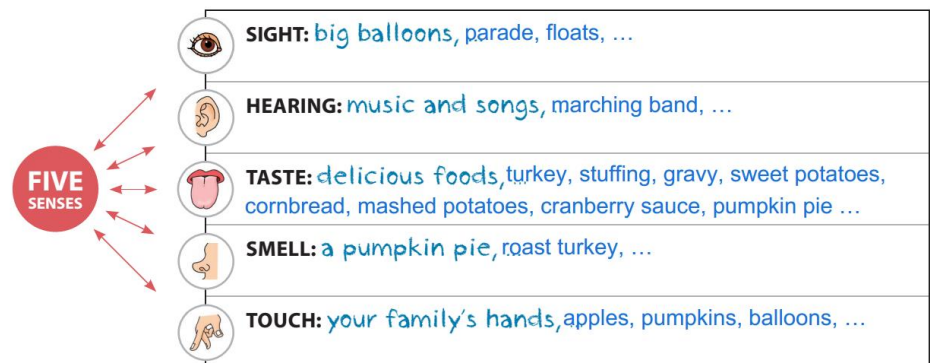 FIVE
SENSES
SIGHT: big balloons, parade, floats, …
HEARING: music and songs, marching band, …
TASTE: delicious foods, turkey, stuffing, gravy, sweet potatoes,
cornbread, mashed potatoes, cranberry sauce, pumpkin pie …
SMELL: a pumpkin pie, roast turkey, …
TOUCH: your family's hands, apples, pumpkins, balloons, …